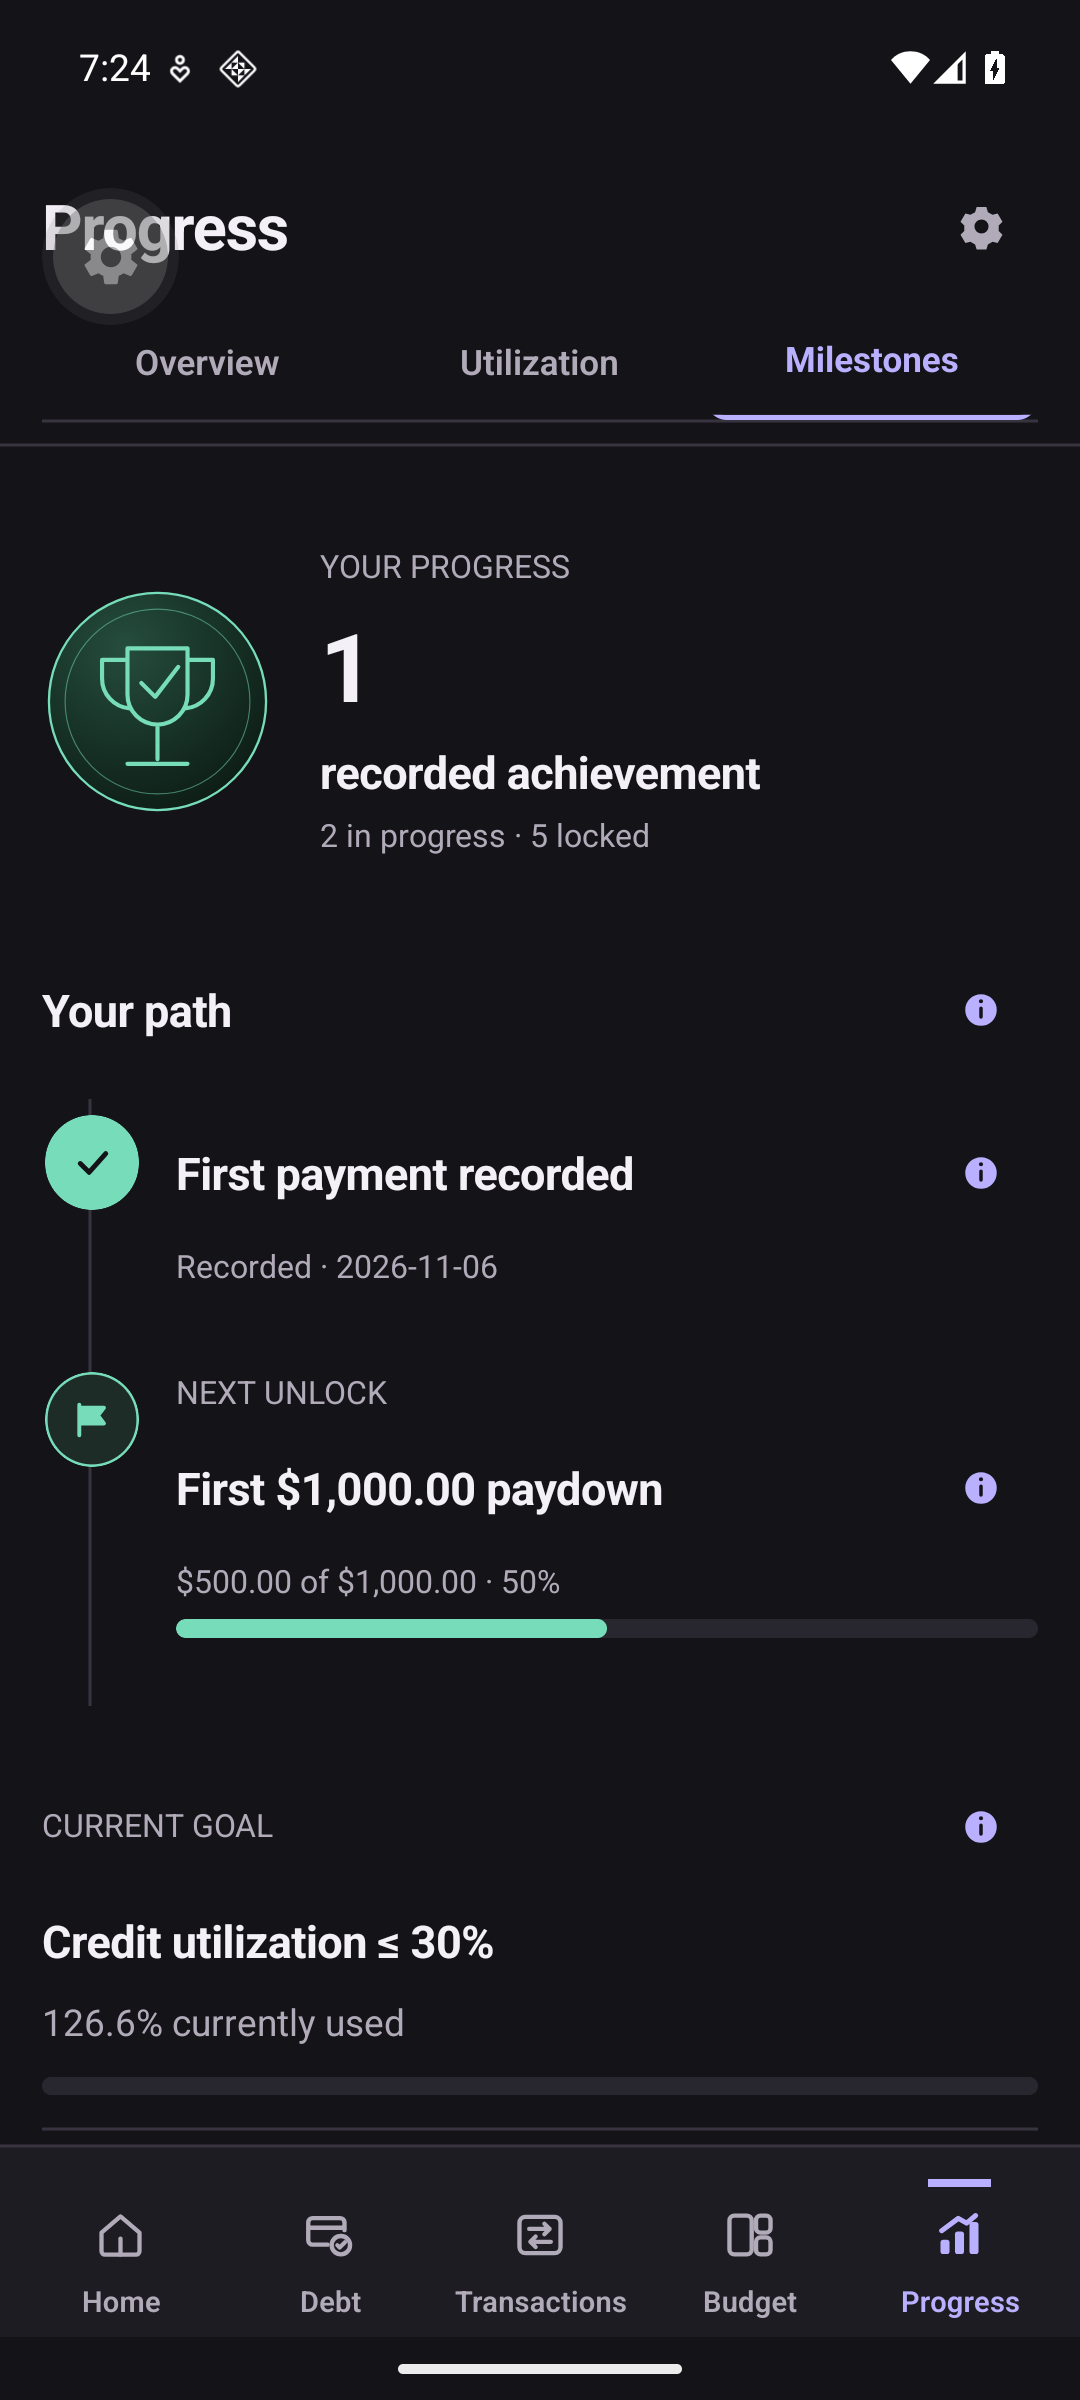 7:24
Progress
Overview
Utilization
Milestones
YOUR PROGRESS
1
recorded achievement
2 in progress · 5 locked
Your path
First payment recorded
Recorded · 2026-11-06
NEXT UNLOCK
First $1,000.00 paydown
$500.00 of $1,000.00 · 50%
CURRENT GOAL
Credit utilization ≤ 30%
126.6% currently used
Home
Debt
Transactions
Budget
Progress